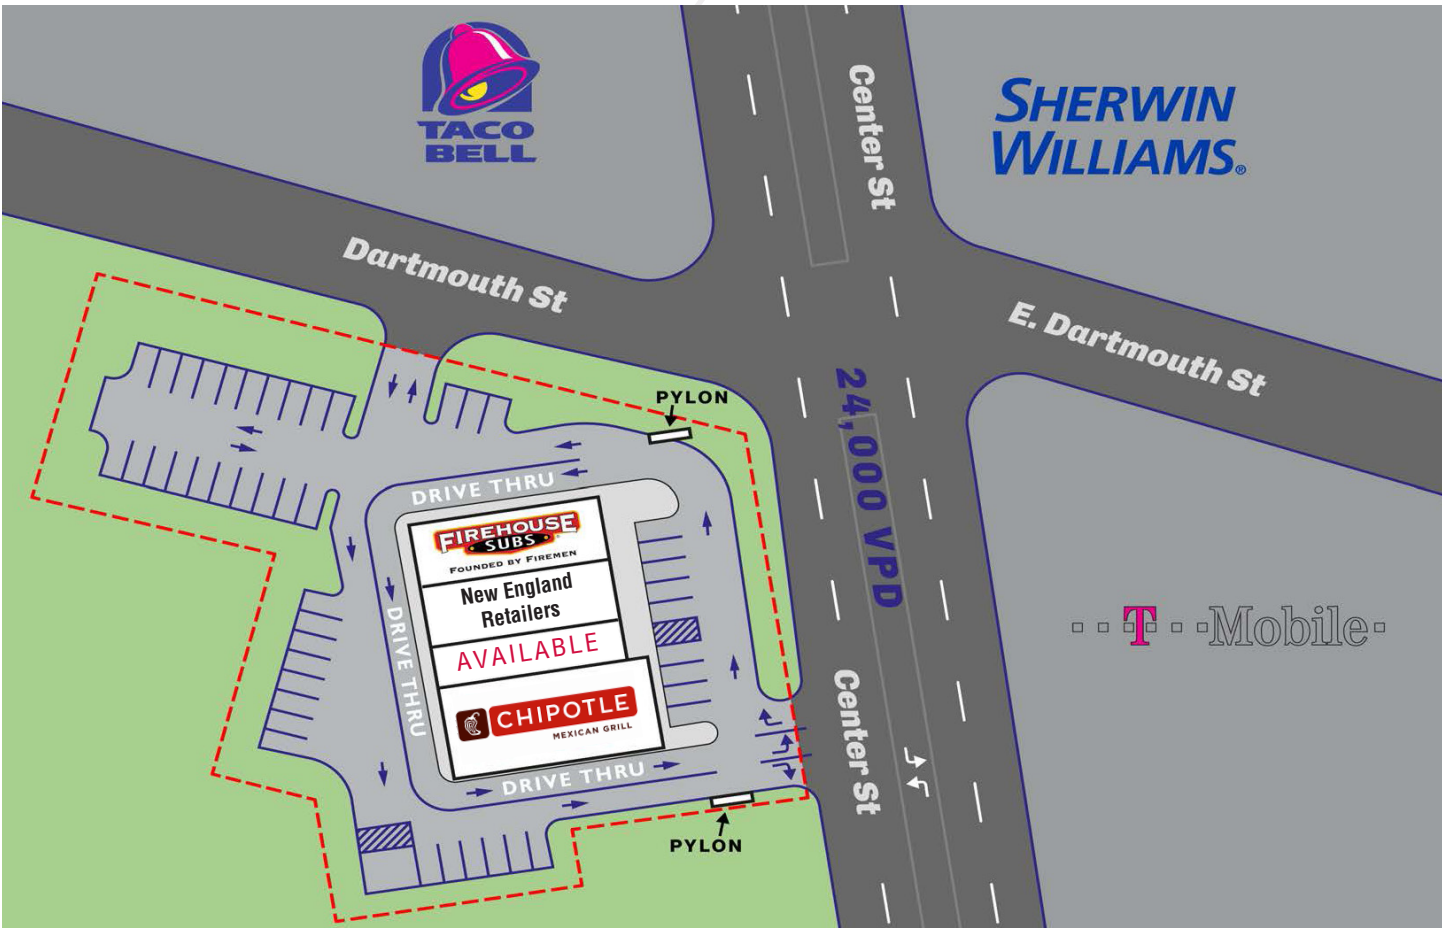 TACO
BELL
Center St
SHERWIN
WILLIAMS®
Dartmouth St
E. Dartmouth St
24,000 VPD
PYLON
DRIVE THRU
FIREHOUSE
SUBS
FOUNDED BY FIREMEN
New England
Retailers
AVAILABLE
CHIPOTLE
MEXICAN GRILL
DRIVE THRU
DRIVE THRU
T Mobile
Center St
PYLON